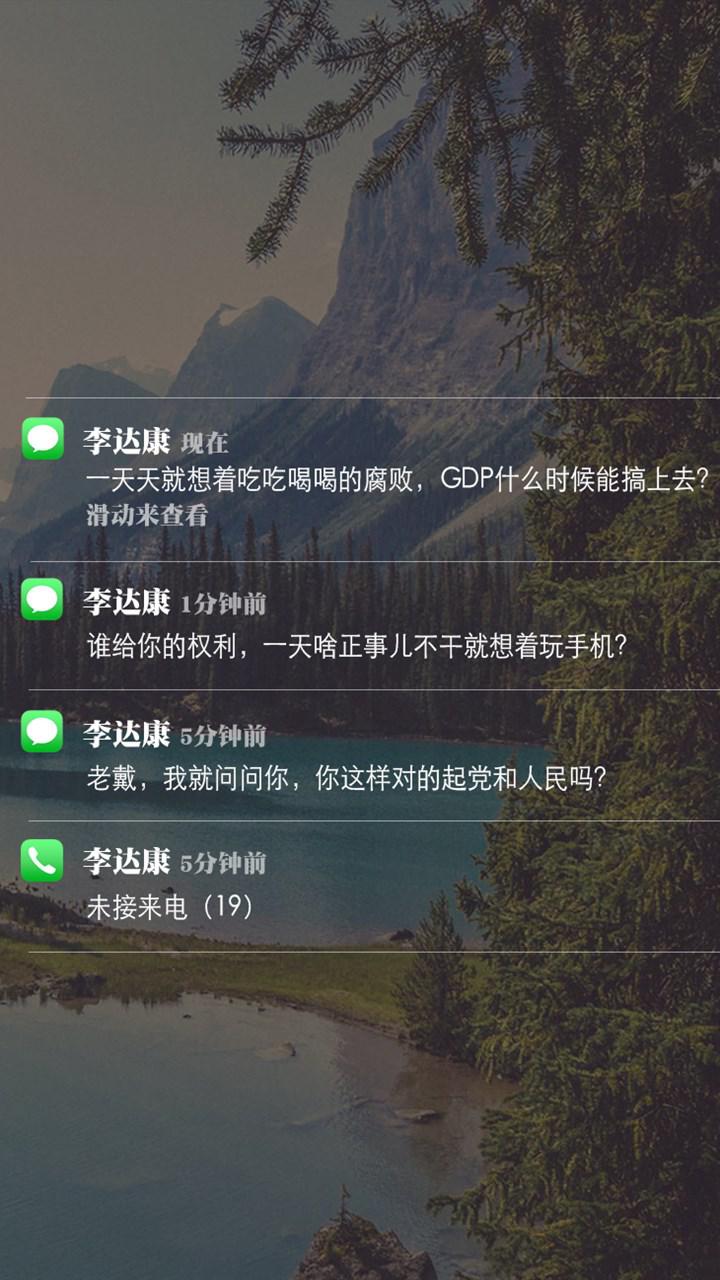 李达康 现在
一天天就想着吃吃喝喝的腐败，GDP什么时候能搞上去？
滑动来查看
李达康 1分钟前
谁给你的权利，一天啥正事儿不干就想着玩手机？
李达康 5分钟前
老戴，我就问问你，你这样对的起党和人民吗？
李达康 5分钟前
未接来电（19）